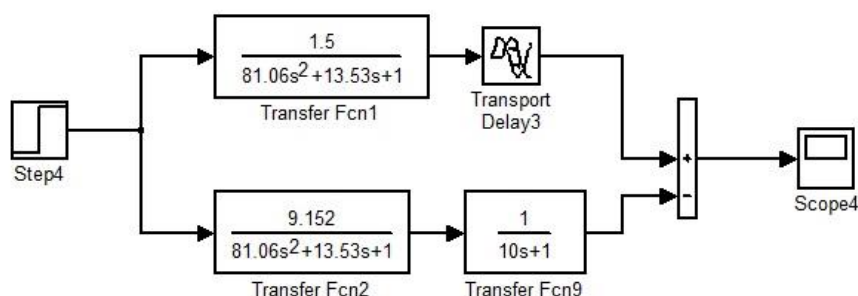 1.5
81.06s²+13.53s+1
Transfer Fcn1
Transport
Delay3
Step4
+
−
Scope4
9.152
81.06s²+13.53s+1
Transfer Fcn2
1
10s+1
Transfer Fcn9